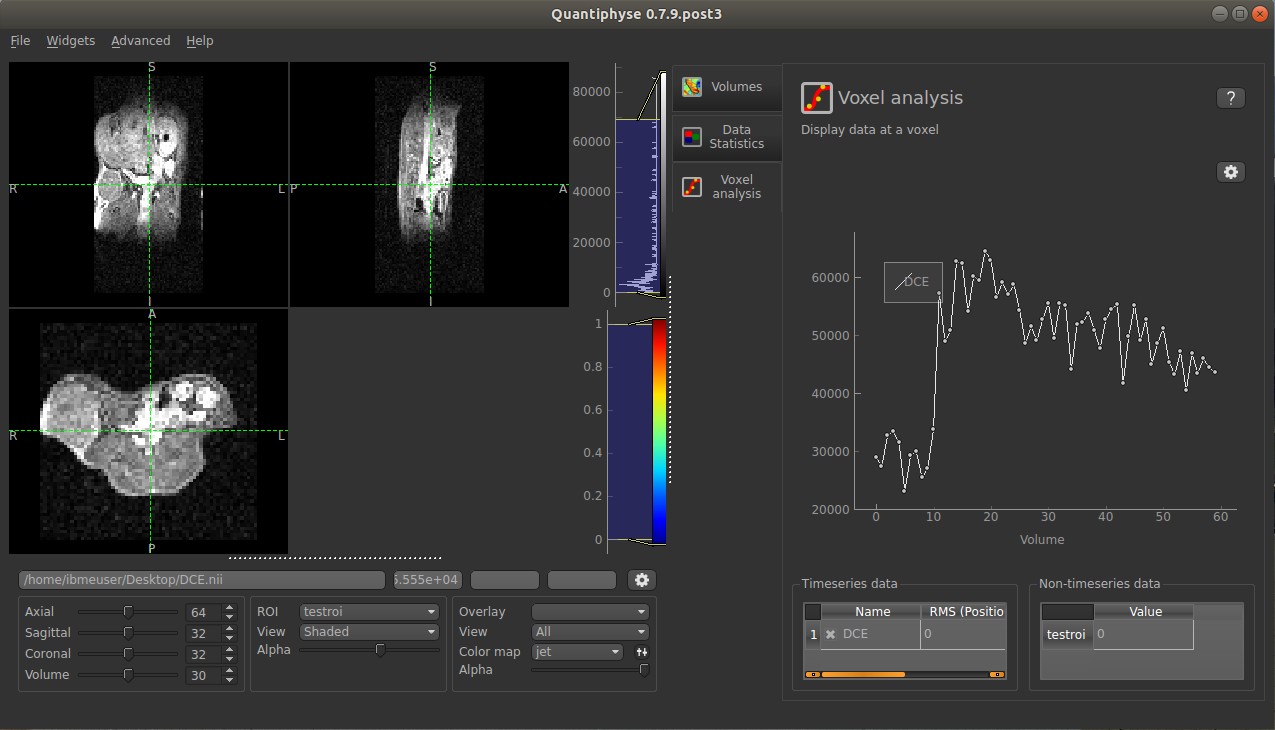 Quantiphyse 0.7.9.post3
File Widgets Advanced Help
S
R
L
I
S
P
A
I
A
R
L
P
80000
60000
40000
20000
0
1
0.8
0.6
0.4
0.2
0
Volumes
Data
Statistics
Voxel
analysis
Voxel analysis
?
Display data at a voxel
DCE
60000
50000
40000
30000
20000
0 10 20 30 40 50 60
Volume
/home/ibmeuser/Desktop/DCE.nii
5.555e+04
Axial 64
Sagittal 32
Coronal 32
Volume 30
ROI testroi
View Shaded
Alpha
Overlay
View All
Color map jet
Alpha
Timeseries data
Name RMS (Positio
1 DCE 0
Non-timeseries data
Value
testroi 0